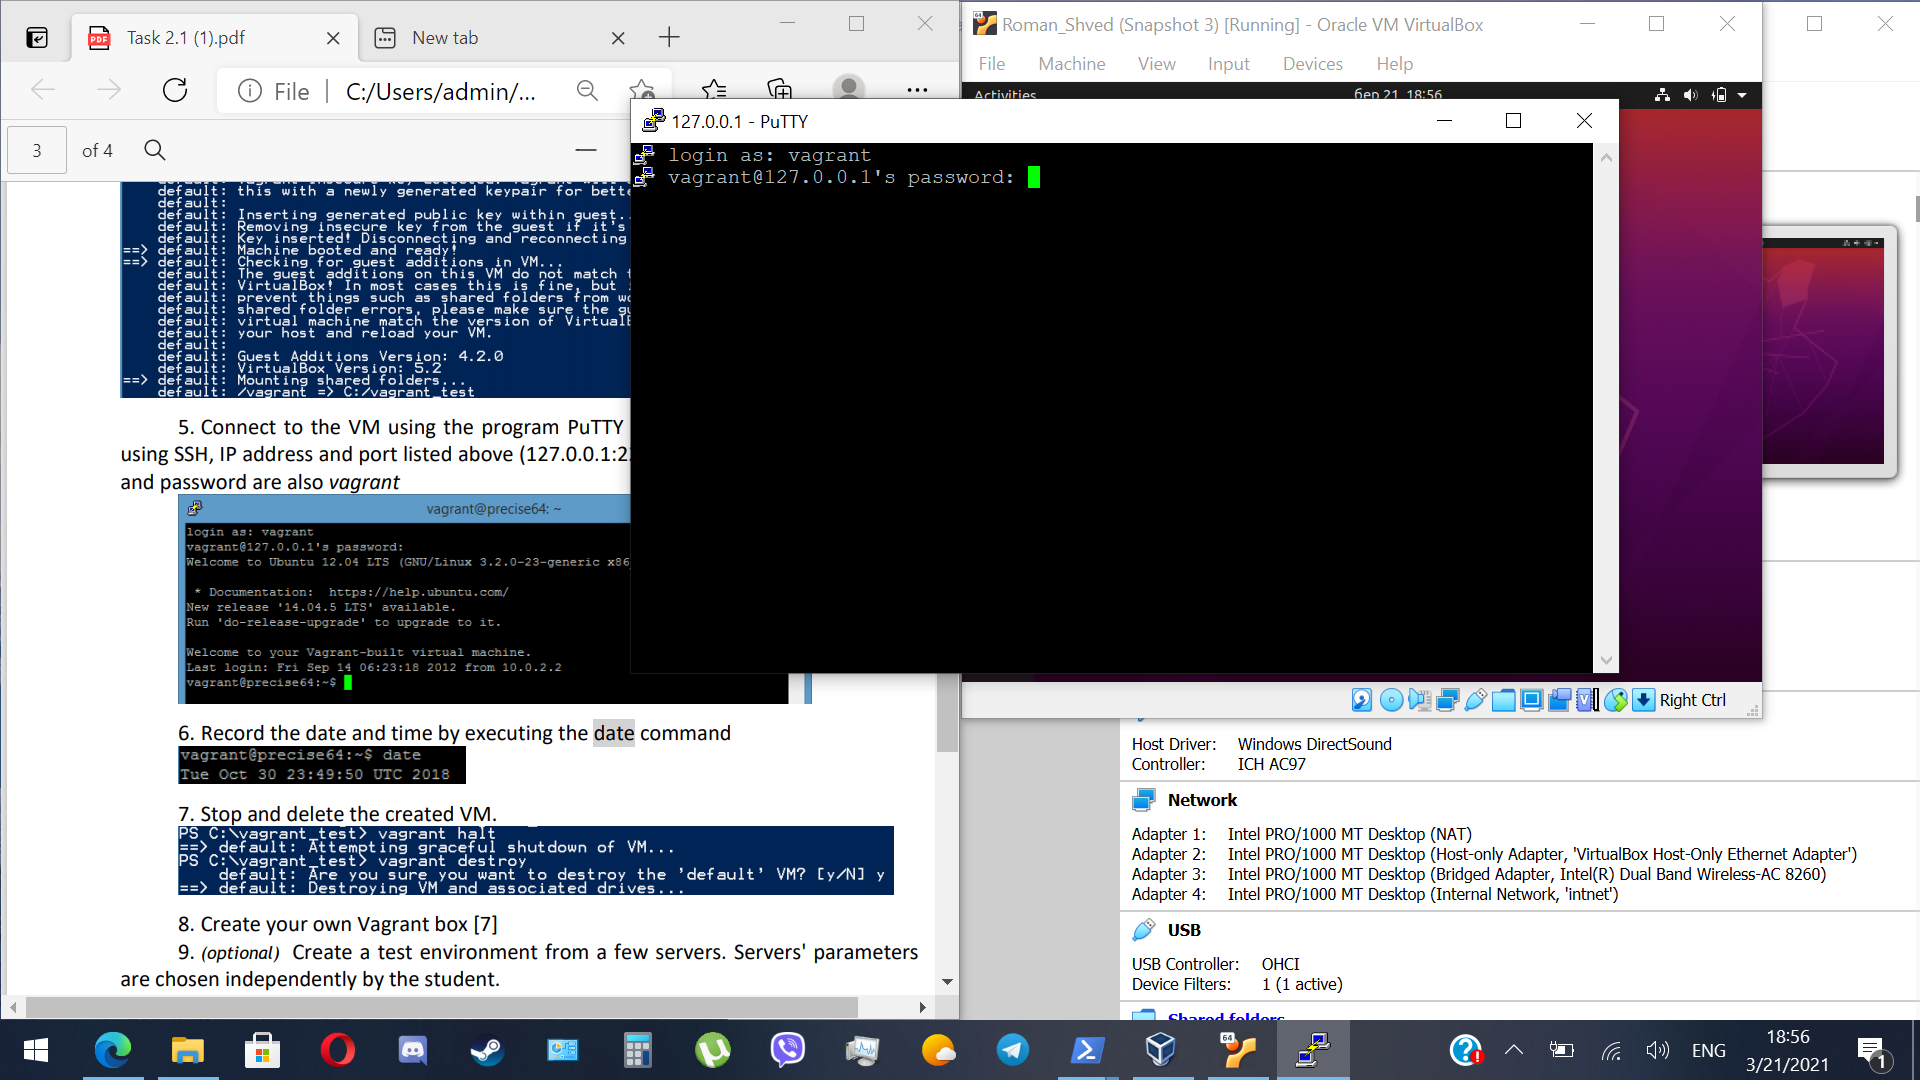 Task 2.1 (1).pdf
New tab
File
C:/Users/admin/...
3
of 4
default: this with a newly generated keypair for bette
default:
default: Inserting generated public key within guest..
default: Removing insecure key from the guest if it's
default: Key inserted! Disconnecting and reconnecting
==> default: Machine booted and ready!
==> default: Checking for guest additions in VM...
default: The guest additions on this VM do not match
default: VirtualBox! In most cases this is fine, but
default: prevent things such as shared folders from wo
default: shared folder errors, please make sure the gu
default: virtual machine match the version of VirtualB
default: your host and reload your VM.
default:
default: Guest Additions Version: 4.2.0
default: VirtualBox Version: 5.2
==> default: Mounting shared folders...
default: /vagrant => C:/vagrant_test
5. Connect to the VM using the program PuTTY
using SSH, IP address and port listed above (127.0.0.1:22
and password are also vagrant
vagrant@precise64: ~
login as: vagrant
vagrant@127.0.0.1's password:
Welcome to Ubuntu 12.04 LTS (GNU/Linux 3.2.0-23-generic x86
* Documentation: https://help.ubuntu.com/
New release '14.04.5 LTS' available.
Run 'do-release-upgrade' to upgrade to it.
Welcome to your Vagrant-built virtual machine.
Last login: Fri Sep 14 06:23:18 2012 from 10.0.2.2
vagrant@precise64:~$
6. Record the date and time by executing the date command
vagrant@precise64:~$ date
Tue Oct 30 23:49:50 UTC 2018
7. Stop and delete the created VM.
PS C:\vagrant_test> vagrant halt
==> default: Attempting graceful shutdown of VM...
PS C:\vagrant_test> vagrant destroy
default: Are you sure you want to destroy the 'default' VM? [y/N] y
==> default: Destroying VM and associated drives...
8. Create your own Vagrant box [7]
9. (optional) Create a test environment from a few servers. Servers' parameters
are chosen independently by the student.
Roman_Shved (Snapshot 3) [Running] - Oracle VM VirtualBox
File Machine View Input Devices Help
Activities
бер 21 18:56
127.0.0.1 - PuTTY
login as: vagrant
vagrant@127.0.0.1's password:
Right Ctrl
Host Driver: Windows DirectSound
Controller: ICH AC97
Network
Adapter 1: Intel PRO/1000 MT Desktop (NAT)
Adapter 2: Intel PRO/1000 MT Desktop (Host-only Adapter, 'VirtualBox Host-Only Ethernet Adapter')
Adapter 3: Intel PRO/1000 MT Desktop (Bridged Adapter, Intel(R) Dual Band Wireless-AC 8260)
Adapter 4: Intel PRO/1000 MT Desktop (Internal Network, 'intnet')
USB
USB Controller: OHCI
Device Filters: 1 (1 active)
Shared folders
64
ENG
18:56
3/21/2021
1